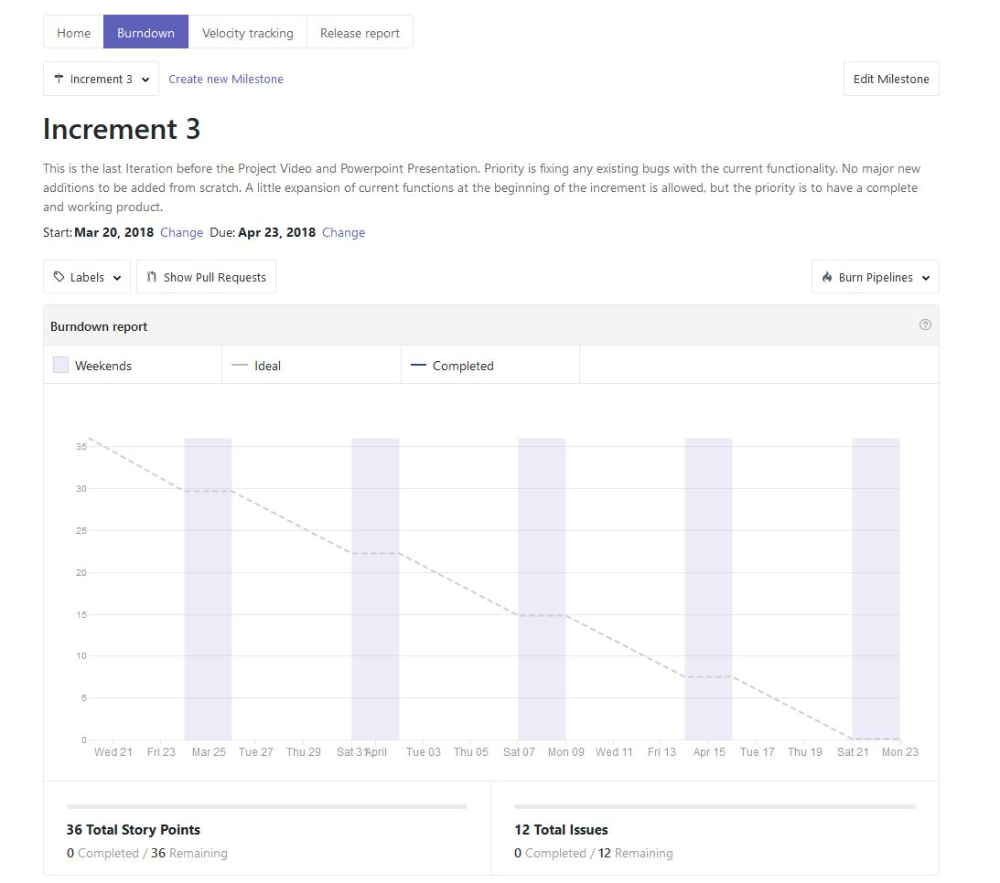 Home Burndown Velocity tracking Release report
Increment 3 Create new Milestone Edit Milestone
Increment 3
This is the last Iteration before the Project Video and Powerpoint Presentation. Priority is fixing any existing bugs with the current functionality. No major new
additions to be added from scratch. A little expansion of current functions at the beginning of the increment is allowed, but the priority is to have a complete
and working product.
Start: Mar 20, 2018 Change Due: Apr 23, 2018 Change
Labels Show Pull Requests Burn Pipelines
Burndown report
Weekends Ideal Completed
35
30
25
20
15
10
5
0
Wed 21 Fri 23 Mar 25 Tue 27 Thu 29 Sat 31 April Tue 03 Thu 05 Sat 07 Mon 09 Wed 11 Fri 13 Apr 15 Tue 17 Thu 19 Sat 21 Mon 23
36 Total Story Points 12 Total Issues
0 Completed / 36 Remaining 0 Completed / 12 Remaining